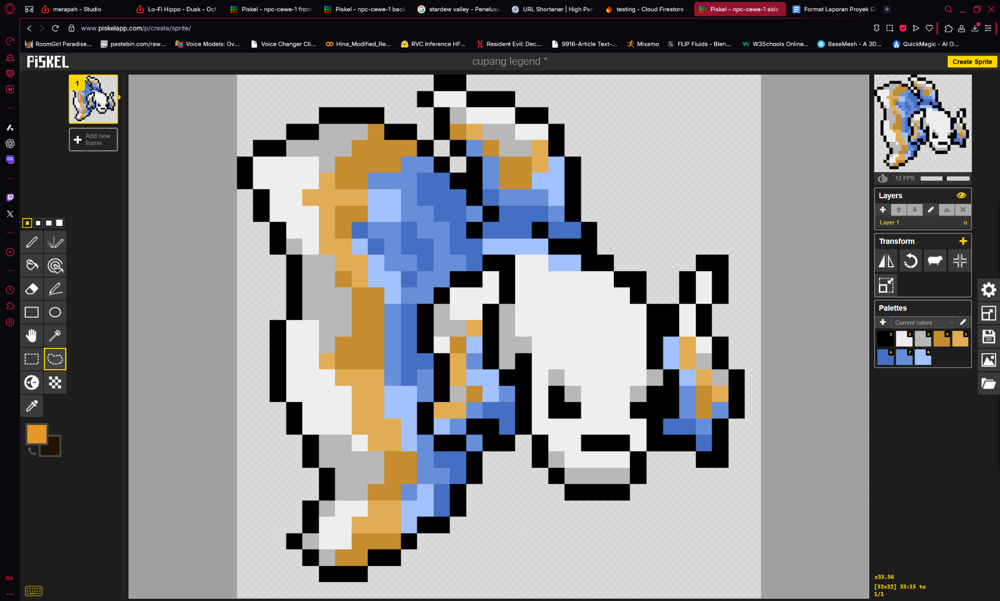 merapah - Studio
Lo-Fi Hippo - Dusk - Oct
Piskel - npc-cewe-1 front
Piskel - npc-cewe-1 back
stardew valley - Penelusu
URL Shortener | High Per
testing - Cloud Firestore -
Piskel - npc-cewe-1 side
Format Laporan Proyek Ga
www.piskelapp.com/p/create/sprite/
RoomGirl Paradise...
pastebin.com/raw...
Voice Models: Ov...
Voice Changer Cli...
Hina_Modified_Re...
RVC Inference HF...
Resident Evil: Dec...
9916-Article Text-...
Mixamo
FLIP Fluids - Blen...
W3Schools Online...
BaseMesh - A 3D...
QuickMagic - AI O...
PiSKEL
cupang legend *
Create Sprite
1
Add new
frame
12 FPS
Layers
Layer 1
α
Transform
Palettes
Current colors
1 2 3 4 5
6 7 8
CS
GX
x33.56
[32x32] 33:15 to
1/1